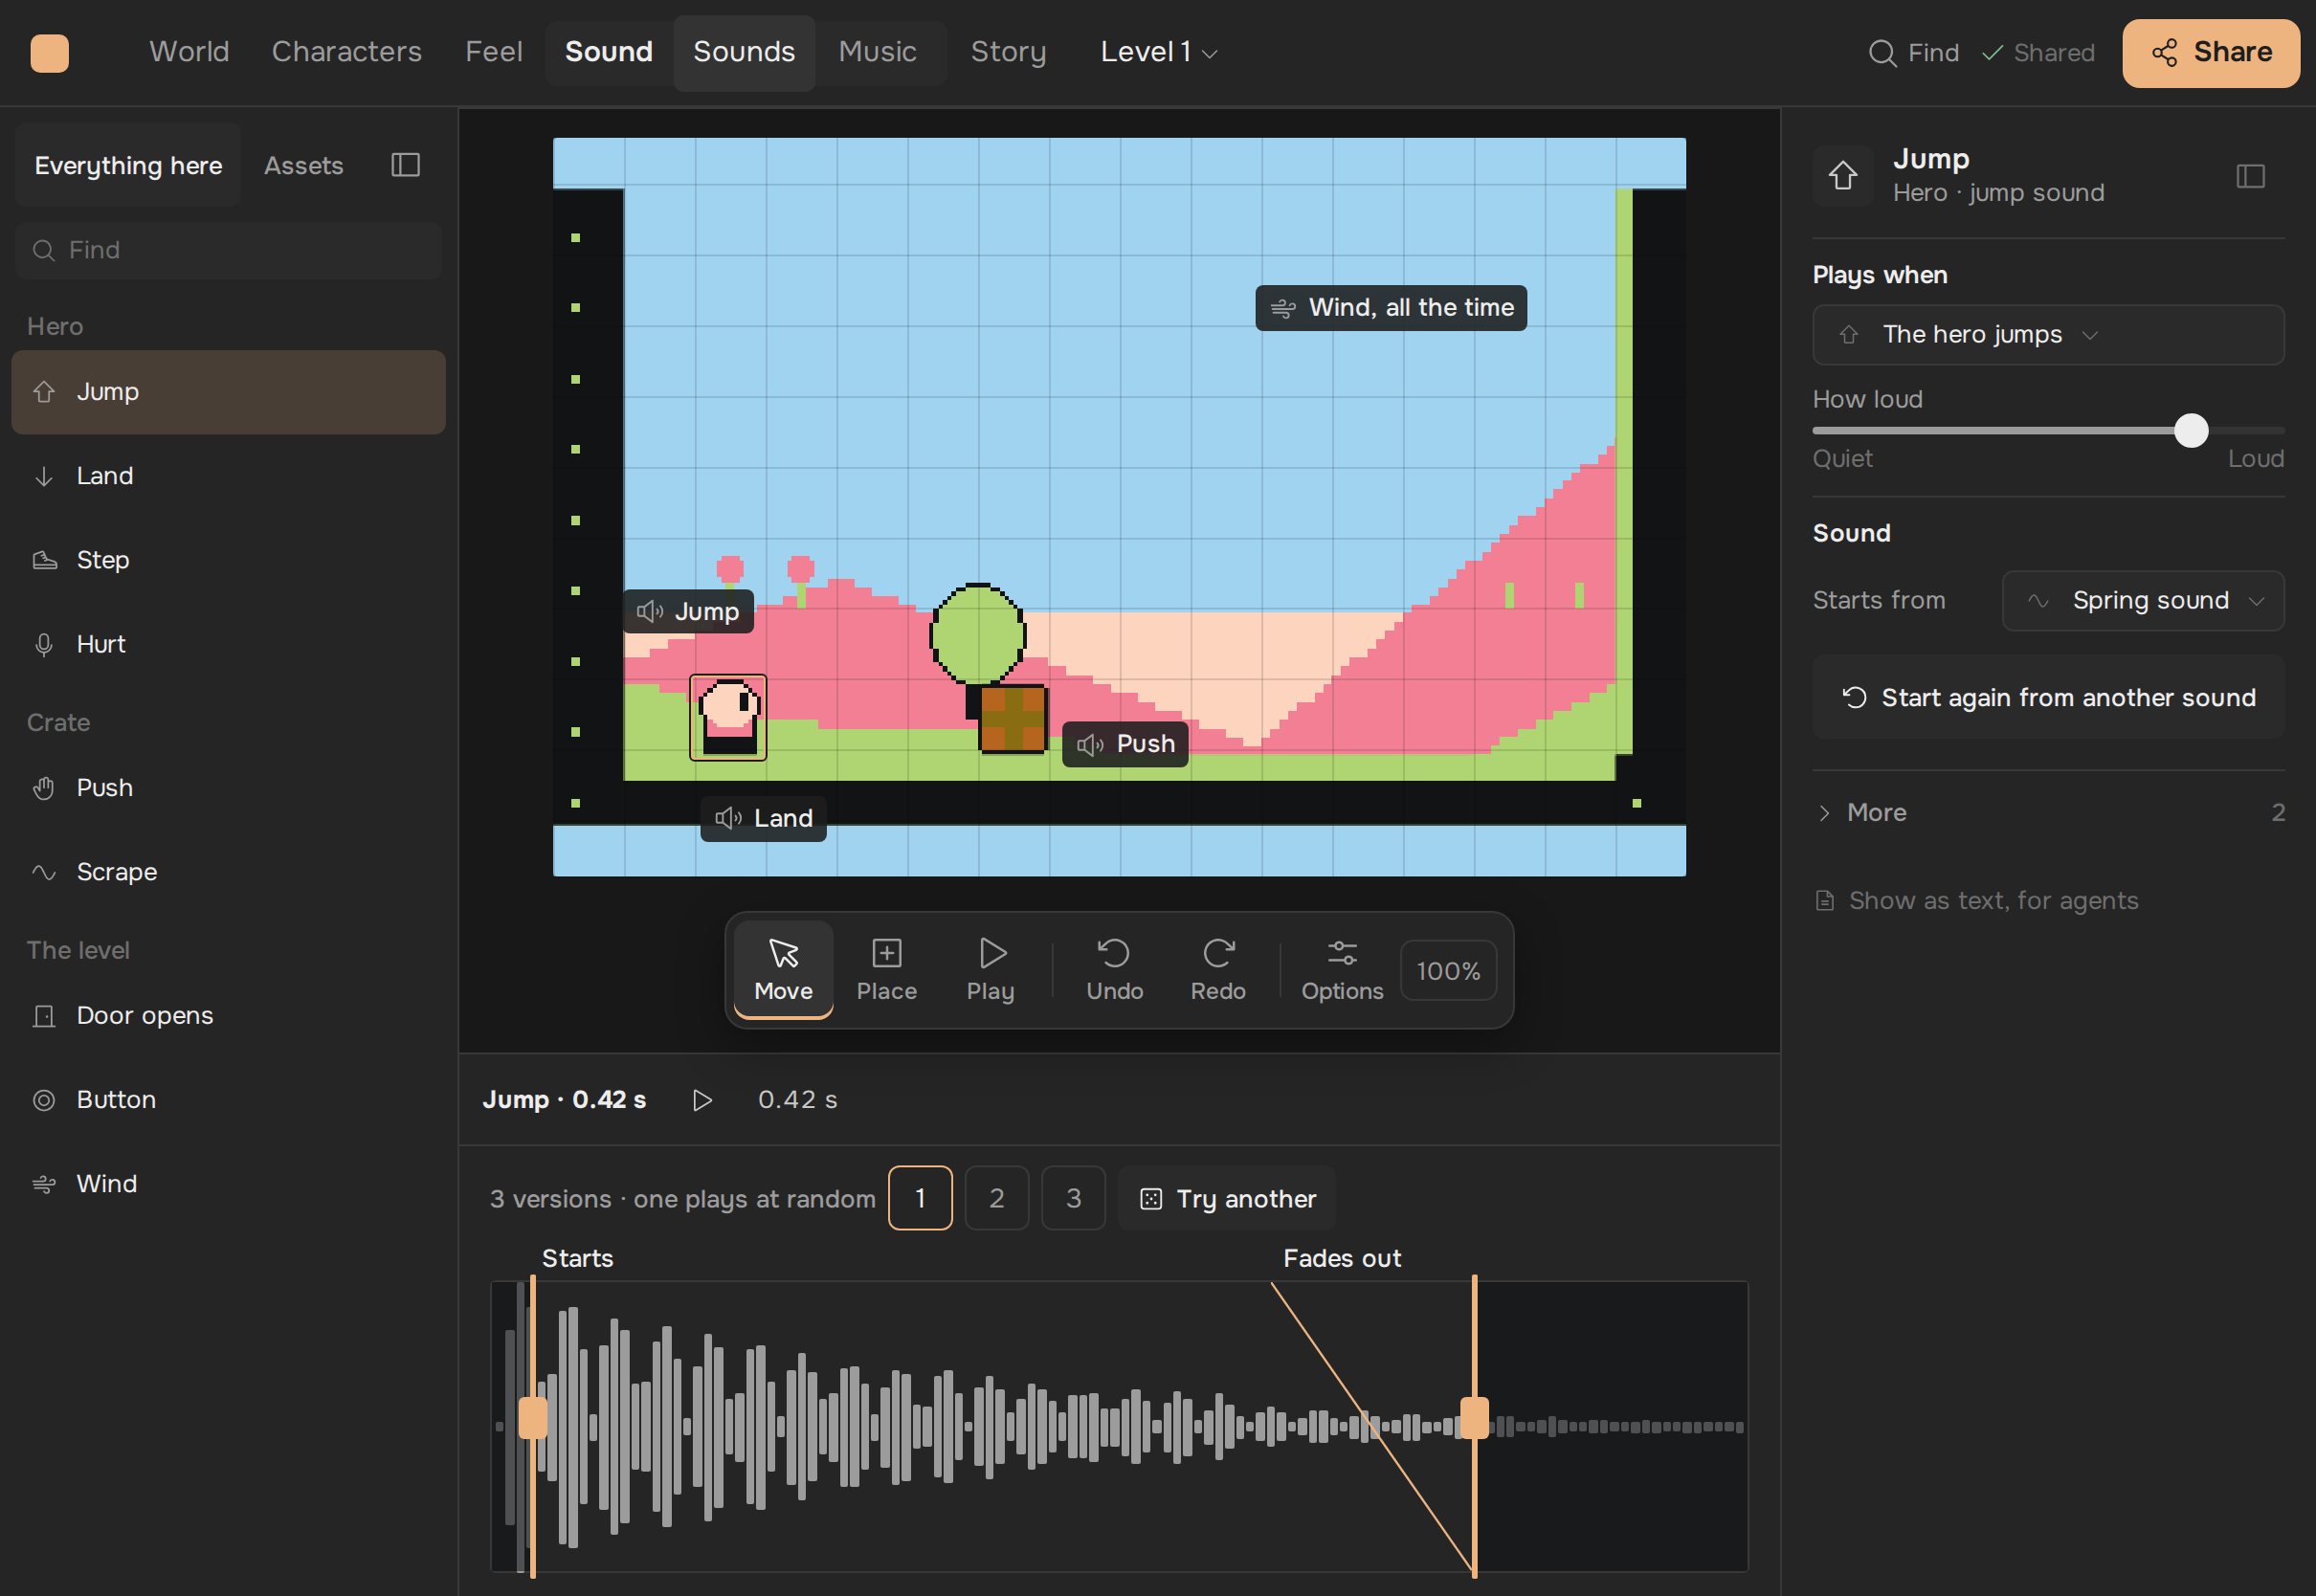 World Characters Feel Sound Sounds Music Story Level 1 Find Shared Share
Everything here Assets
Find
Hero
Jump
Land
Step
Hurt
Crate
Push
Scrape
The level
Door opens
Button
Wind
Wind, all the time
Jump
Push
Land
Move Place Play Undo Redo Options 100%
Jump · 0.42 s 0.42 s
3 versions · one plays at random 1 2 3 Try another
Starts Fades out
Jump
Hero · jump sound
Plays when
The hero jumps
How loud
Quiet Loud
Sound
Starts from Spring sound
Start again from another sound
More 2
Show as text, for agents